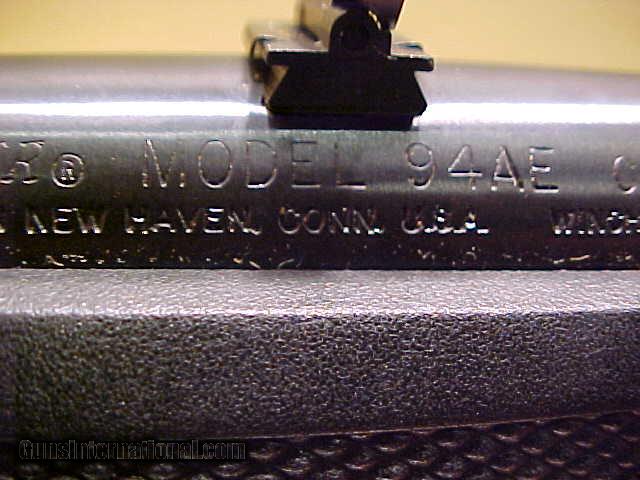 ® MODEL 94AE
NEW HAVEN, CONN. U.S.A.
GunsInternational.com